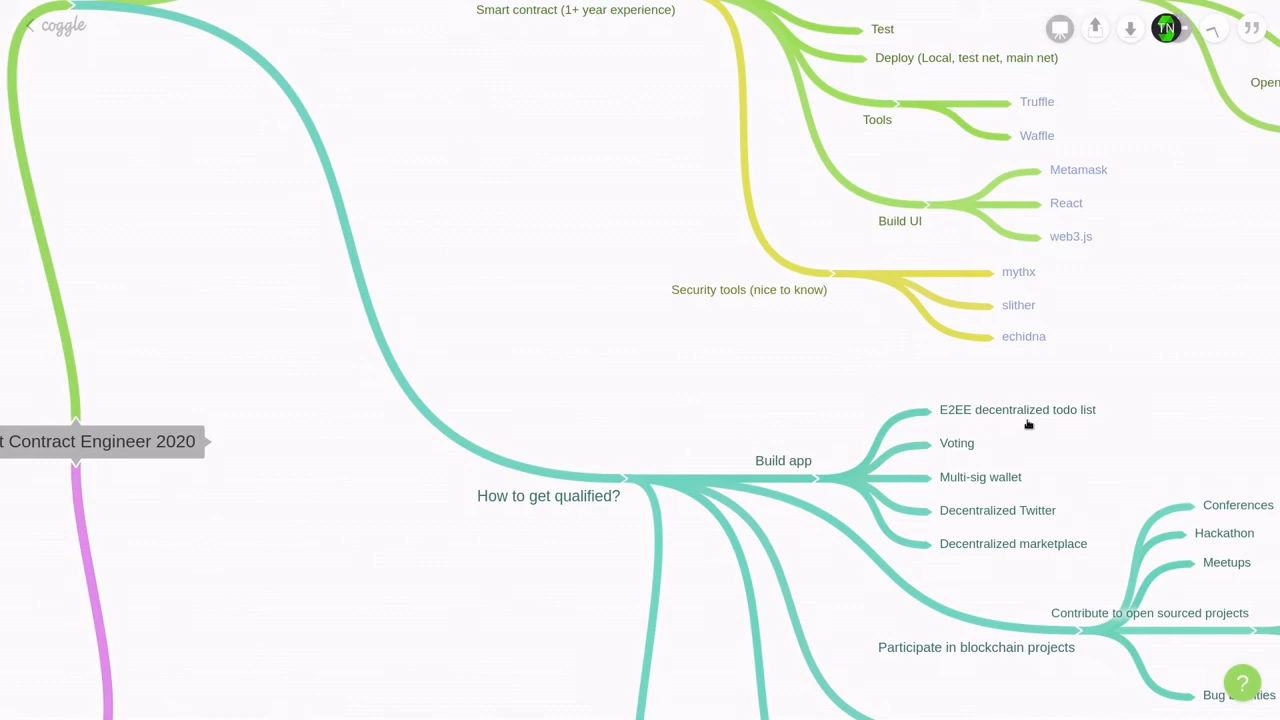 coggle
Smart contract (1+ year experience)
Test
Deploy (Local, test net, main net)
TN
Open
Truffle
Tools
Waffle
Metamask
React
Build UI
web3.js
mythx
Security tools (nice to know)
slither
echidna
t Contract Engineer 2020
E2EE decentralized todo list
Voting
Build app
Multi-sig wallet
How to get qualified?
Decentralized Twitter
Decentralized marketplace
Conferences
Hackathon
Meetups
Contribute to open sourced projects
Participate in blockchain projects
Bug
?